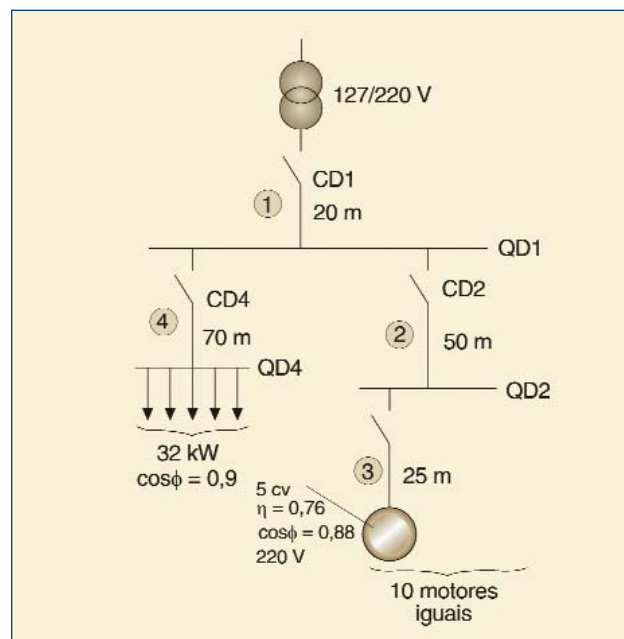 127/220 V
CD1
1
20 m
QD1
CD4
4
70 m
QD4
32 kW
cosϕ = 0,9
CD2
2
50 m
QD2
3
25 m
5 cv
η = 0,76
cosϕ = 0,88
220 V
10 motores
iguais